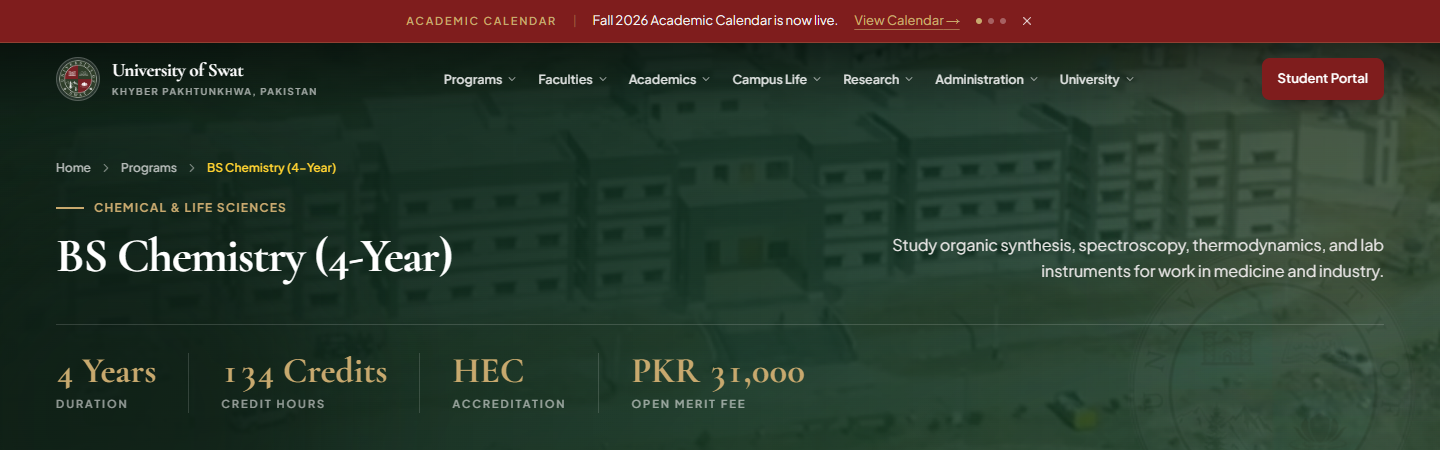 ACADEMIC CALENDAR
Fall 2026 Academic Calendar is now live. View Calendar →
University of Swat
KHYBER PAKHTUNKHWA, PAKISTAN
Programs Faculties Academics Campus Life Research Administration University
Student Portal
Home > Programs > BS Chemistry (4-Year)
CHEMICAL & LIFE SCIENCES
BS Chemistry (4-Year)
Study organic synthesis, spectroscopy, thermodynamics, and lab
instruments for work in medicine and industry.
4 Years
DURATION
134 Credits
CREDIT HOURS
HEC
ACCREDITATION
PKR 31,000
OPEN MERIT FEE